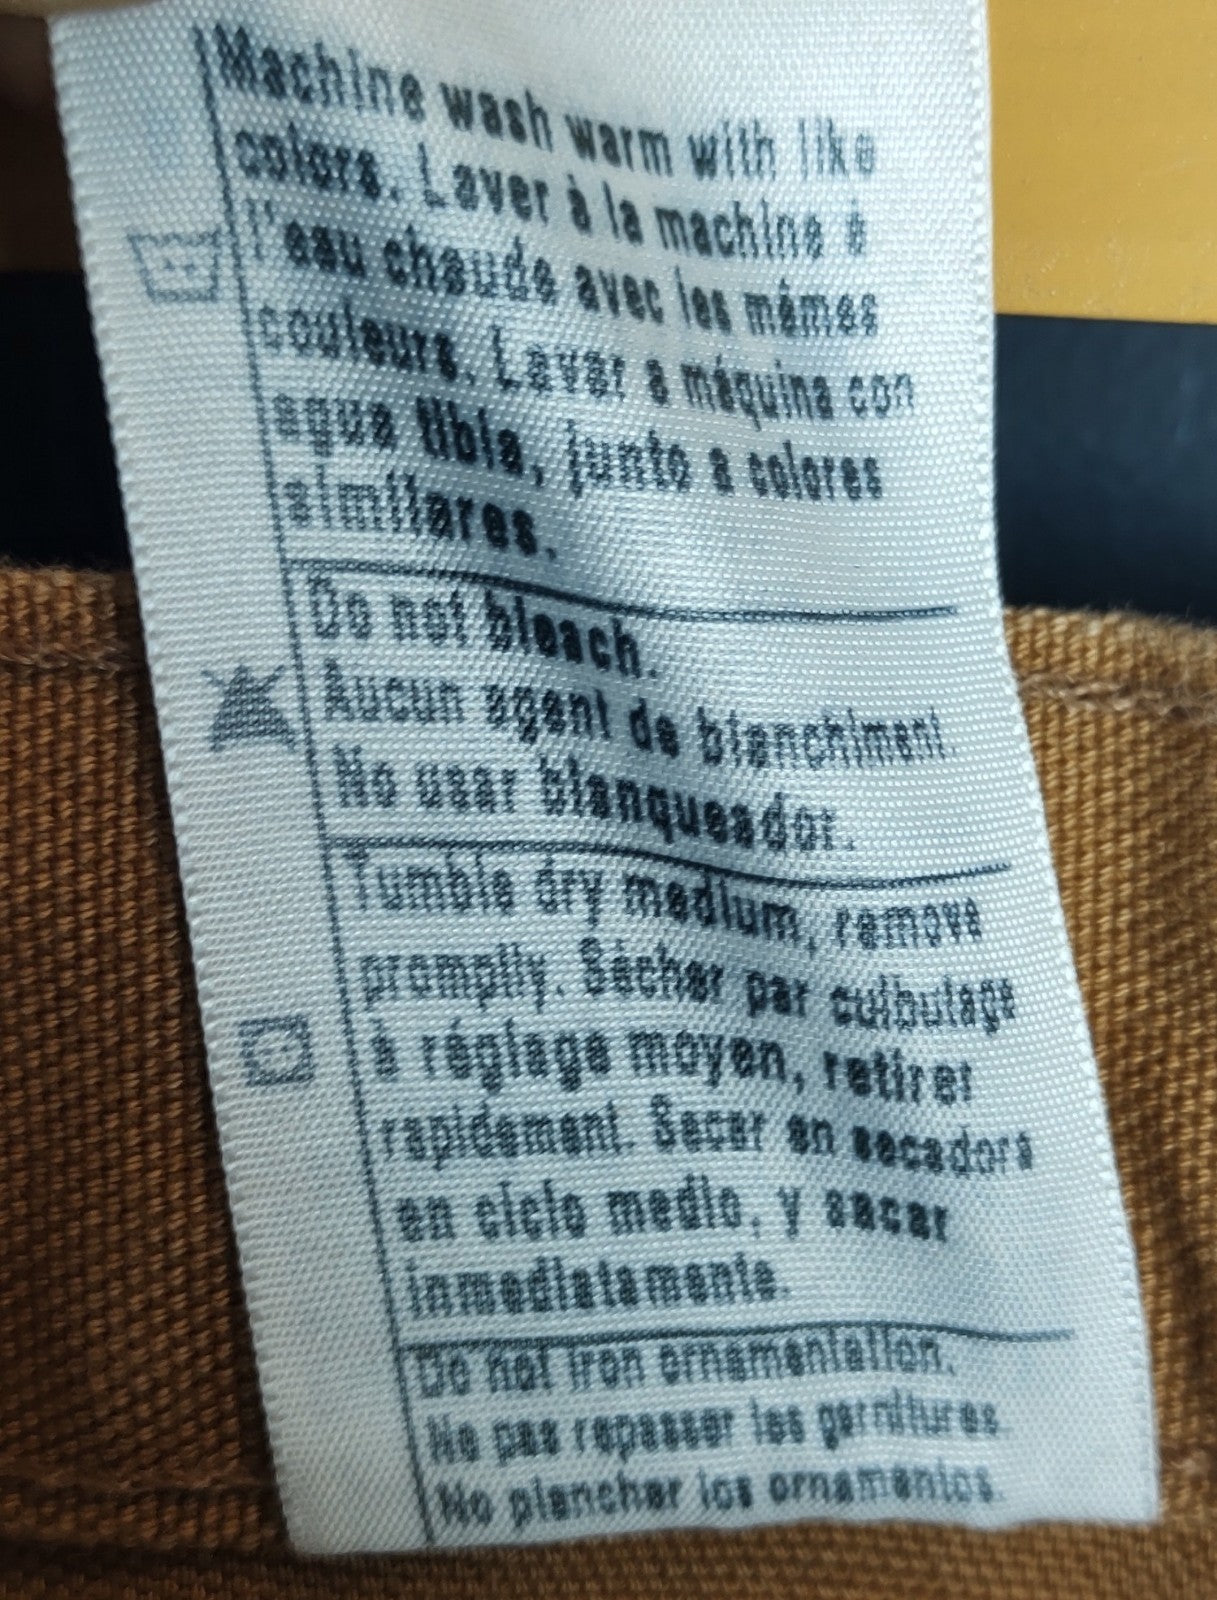 Machine wash warm with like
colors. Laver à la machine à
l'eau chaude avec les mêmes
couleurs. Lavar a máquina con
agua tibia, junto a colores
similares.
Do not bleach.
Aucun agent de blanchiment.
No usar blanqueador.
Tumble dry medium, remove
promptly. Sécher par culbutage
à réglage moyen, retirer
rapidement. Secar en secadora
en ciclo medio, y sacar
inmediatamente.
Do not iron ornamentation.
Ne pas repasser les garnitures.
No planchar los ornamentos.